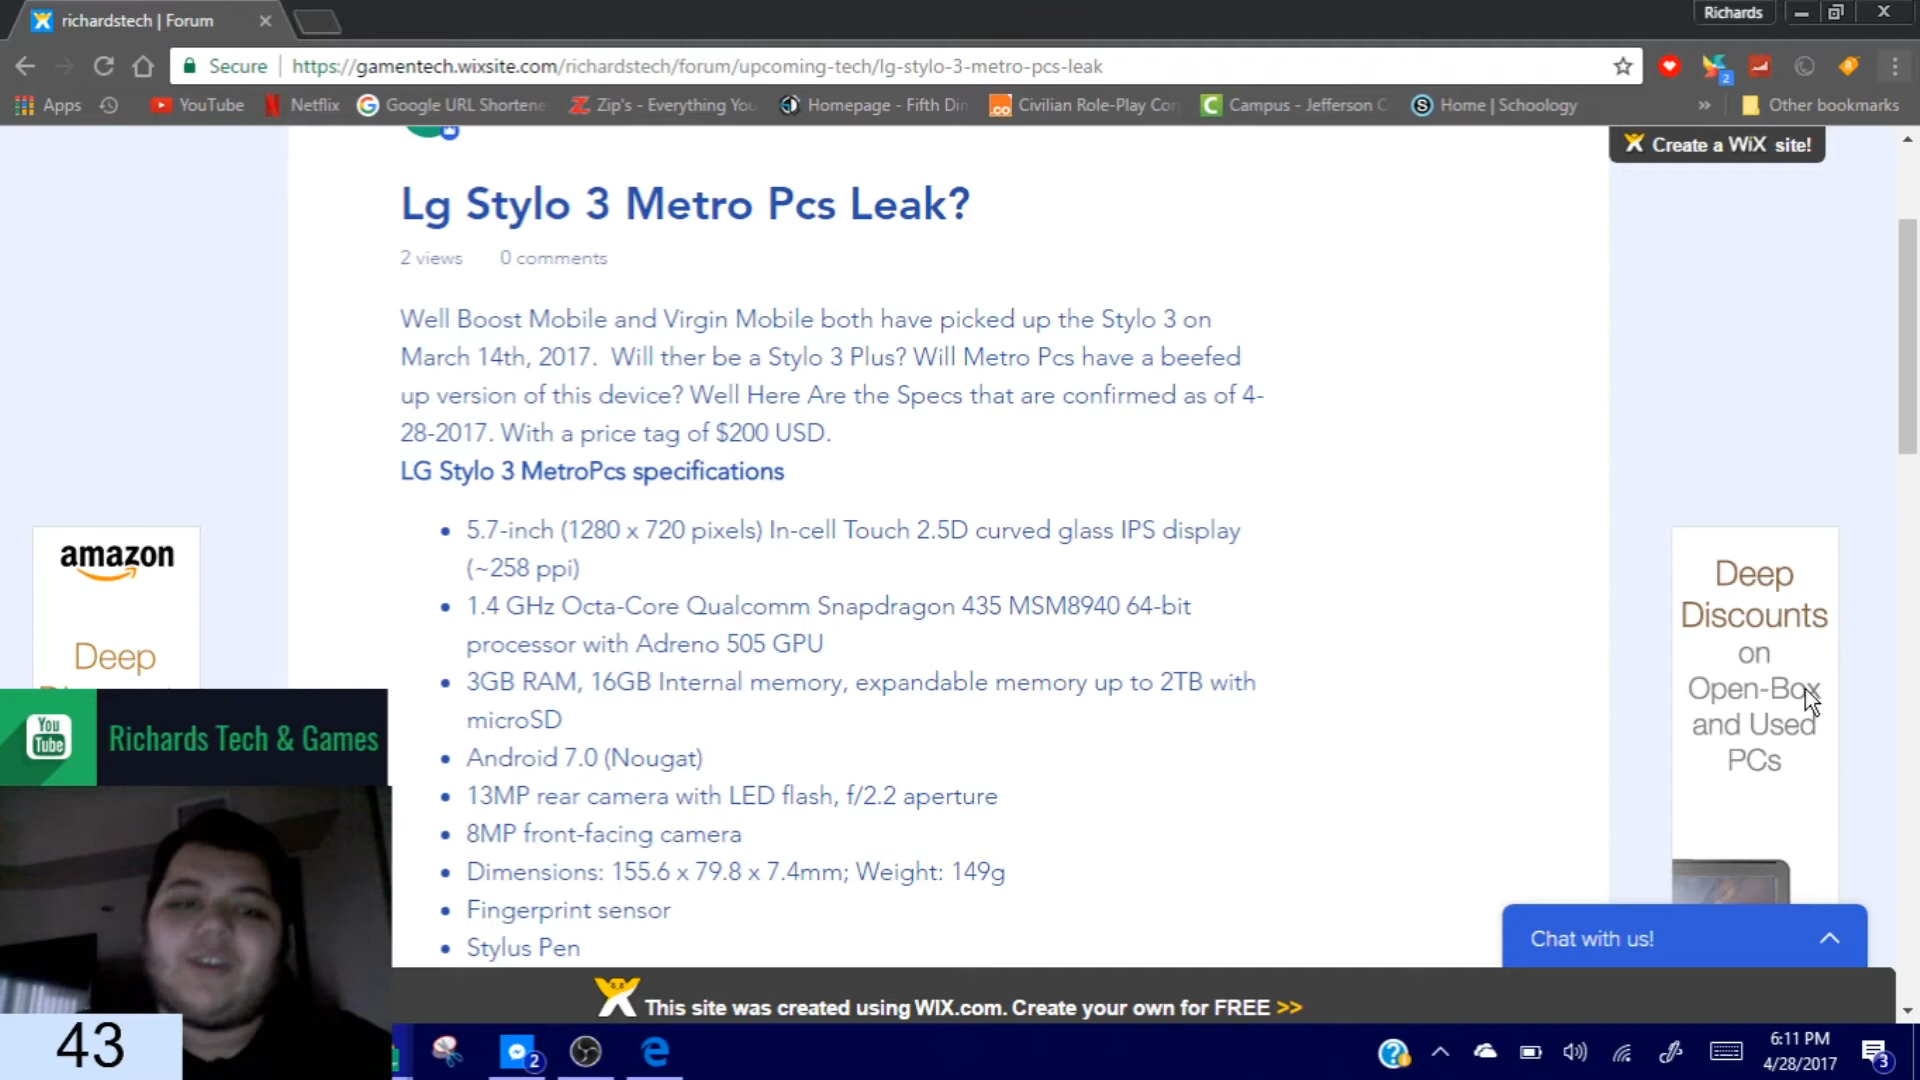 richardstech | Forum
Richards
Secure https://gamentech.wixsite.com/richardstech/forum/upcoming-tech/lg-stylo-3-metro-pcs-leak
2
Apps YouTube Netflix Google URL Shortene Zip's - Everything You Homepage - Fifth Din Civilian Role-Play Con Campus - Jefferson C Home | Schoology » Other bookmarks
Create a WiX site!
Lg Stylo 3 Metro Pcs Leak?
2 views 0 comments
Well Boost Mobile and Virgin Mobile both have picked up the Stylo 3 on
March 14th, 2017. Will ther be a Stylo 3 Plus? Will Metro Pcs have a beefed
up version of this device? Well Here Are the Specs that are confirmed as of 4-
28-2017. With a price tag of $200 USD.
LG Stylo 3 MetroPcs specifications
• 5.7-inch (1280 x 720 pixels) In-cell Touch 2.5D curved glass IPS display
(~258 ppi)
• 1.4 GHz Octa-Core Qualcomm Snapdragon 435 MSM8940 64-bit
processor with Adreno 505 GPU
• 3GB RAM, 16GB Internal memory, expandable memory up to 2TB with
microSD
• Android 7.0 (Nougat)
• 13MP rear camera with LED flash, f/2.2 aperture
• 8MP front-facing camera
• Dimensions: 155.6 x 79.8 x 7.4mm; Weight: 149g
• Fingerprint sensor
• Stylus Pen
amazon
Deep
Deep
Discounts
on
Open-Box
and Used
PCs
You
Tube
Richards Tech & Games
Chat with us!
This site was created using WIX.com. Create your own for FREE >>
43
2
6:11 PM
4/28/2017
3